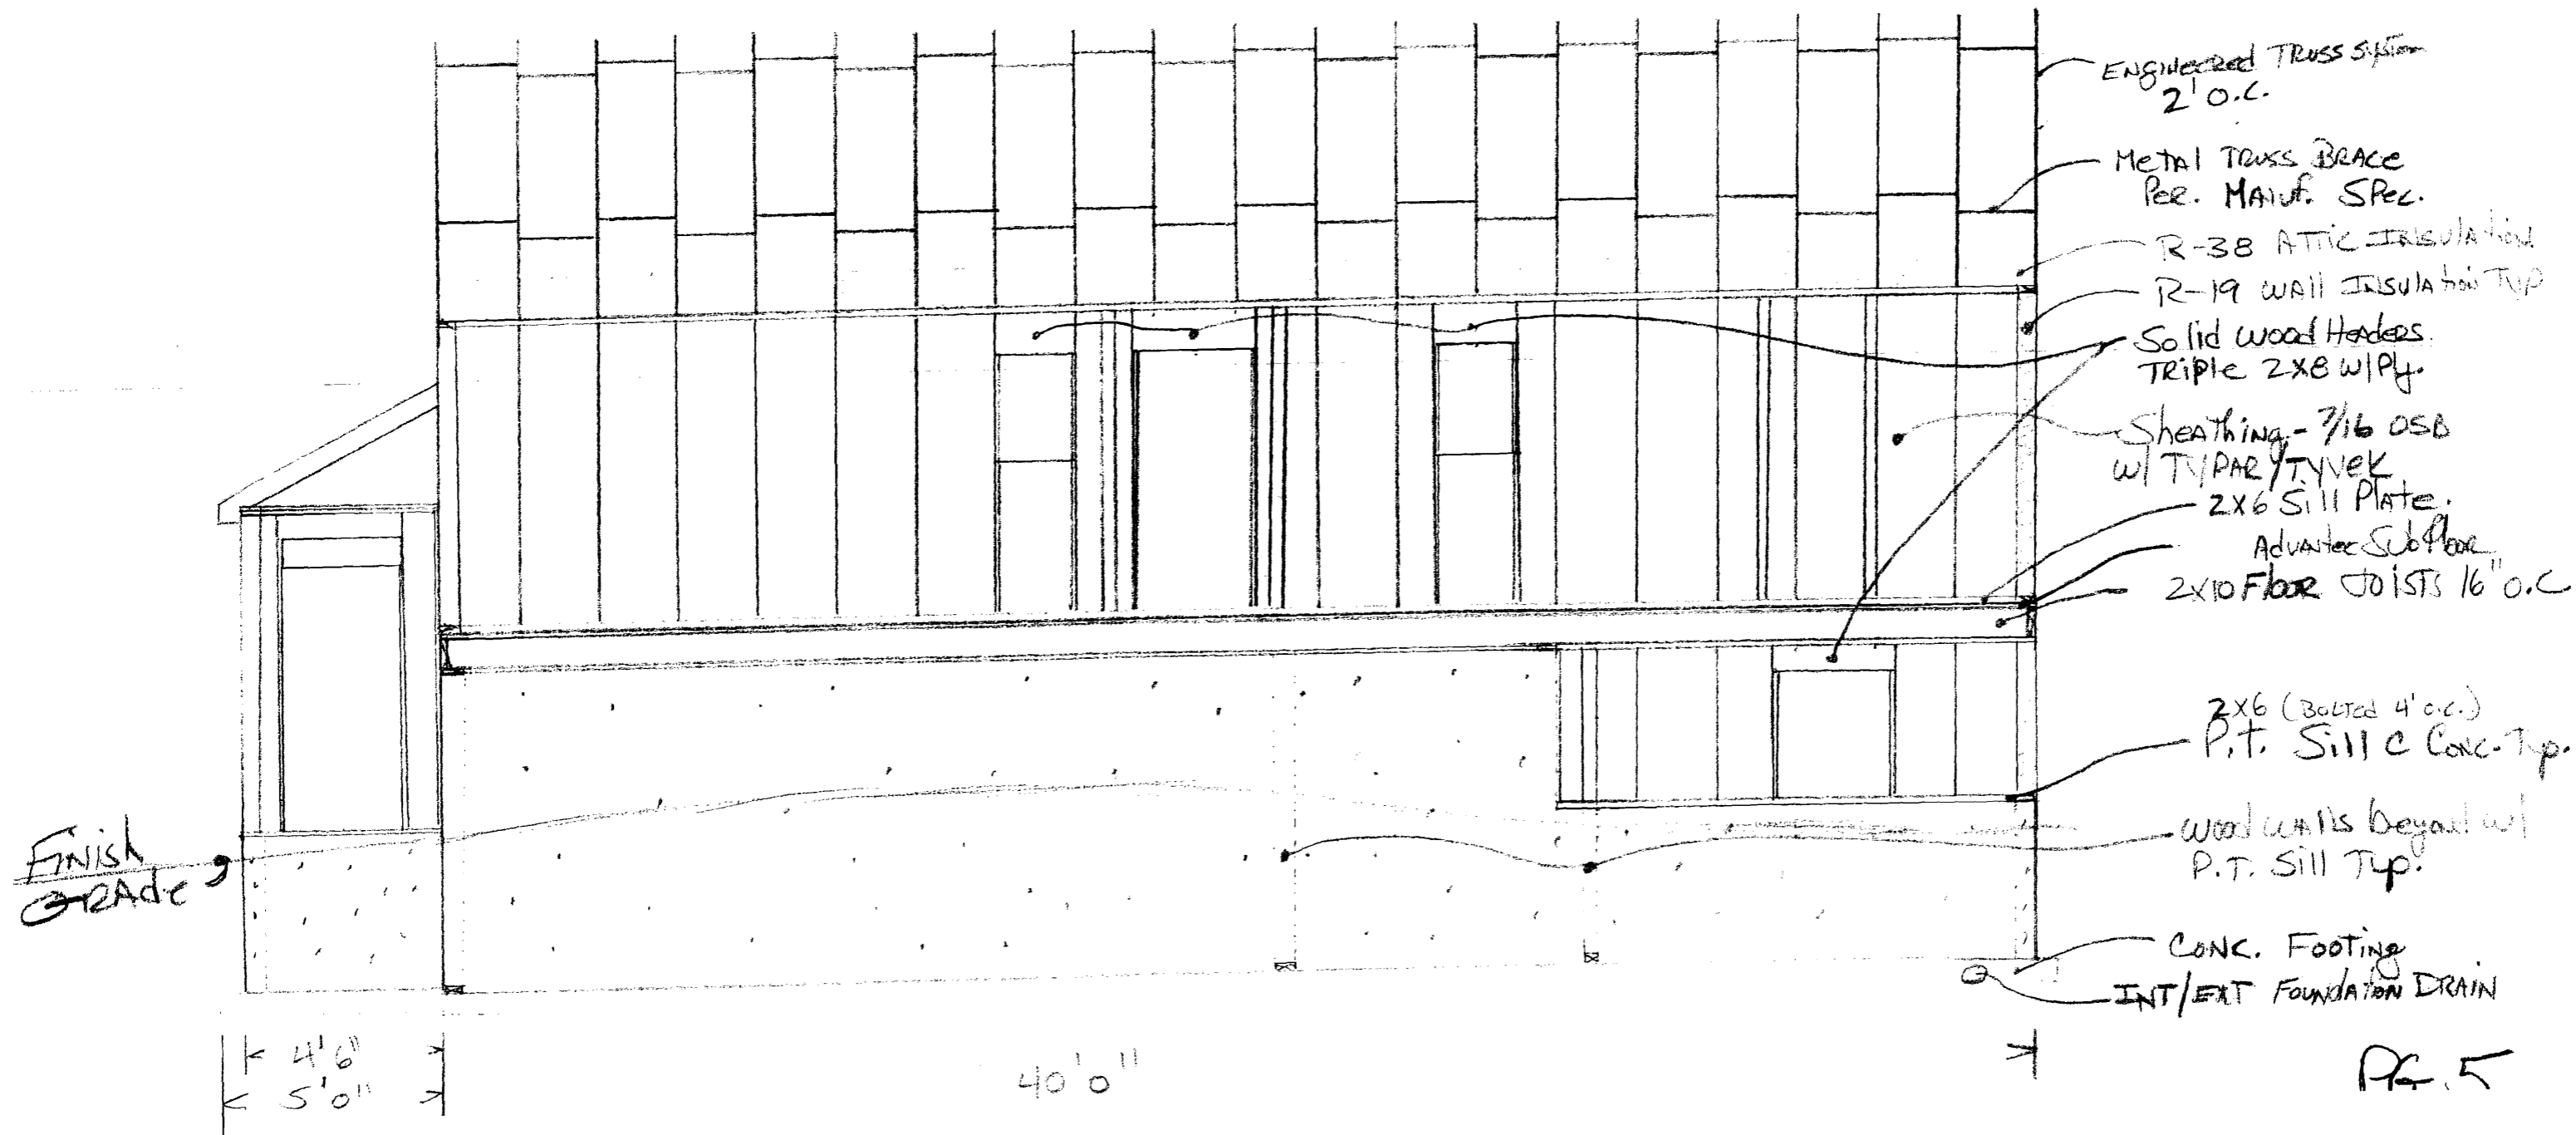 ENgiNeeRed TRUSS SysTem
2' O.C.
MeTAl TRUSS BRACe
PeR. MANUf. SPec.
R-38 ATTiC INSULATioN
R-19 WAll INSULATioN TYP
Solid Wood HeADeRS
TRiPle 2X8 W/Ply.
SheAThiNg - 7/16 OSB
W/ TYPAR/TYVeK
2X6 Sill PlATe.
AdvANTec SubFlooR
2X10 FlooR JOISTS 16" O.C
2X6 (BOLTed 4' o.c.)
P.T. Sill C CoNc. Typ.
Wood WAlls beyoNd w/
P.T. Sill Typ.
CONC. FooTiNg
INT/EXT FouNdATioN DRAiN
FiNish
GRAde
4'6"
5'0"
40'0"
PG. 5